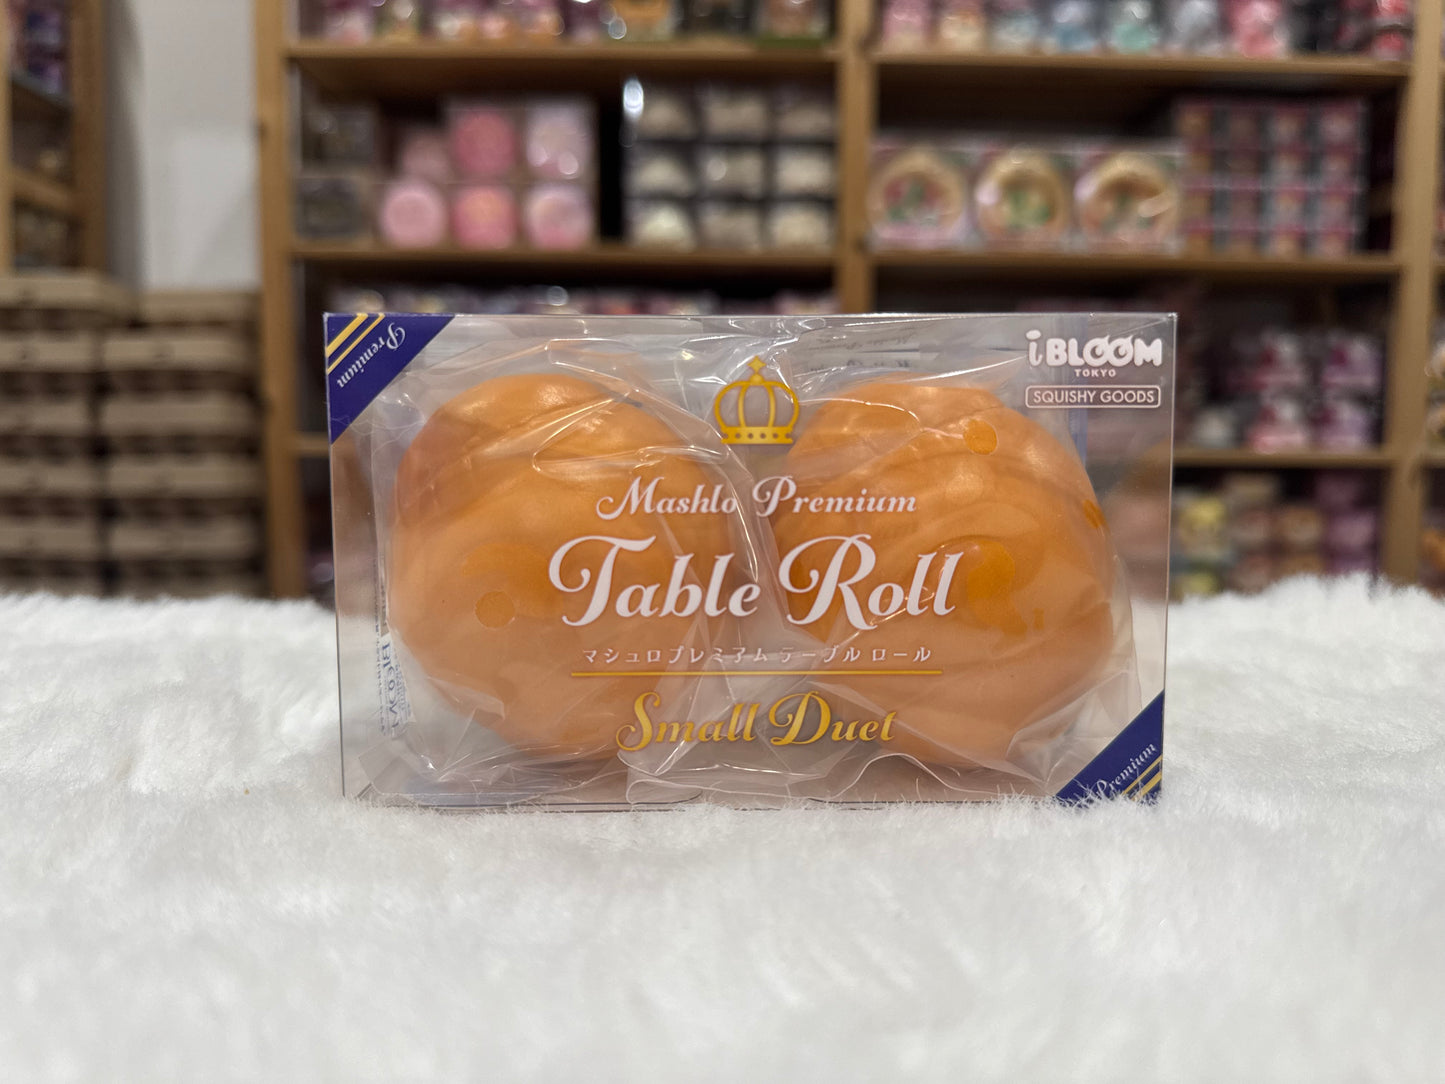 Premium
iBLOOM
TOKYO
SQUISHY GOODS
Mashlo Premium
Table Roll
マシュロプレミアム テーブル ロール
Small Duet
Premium